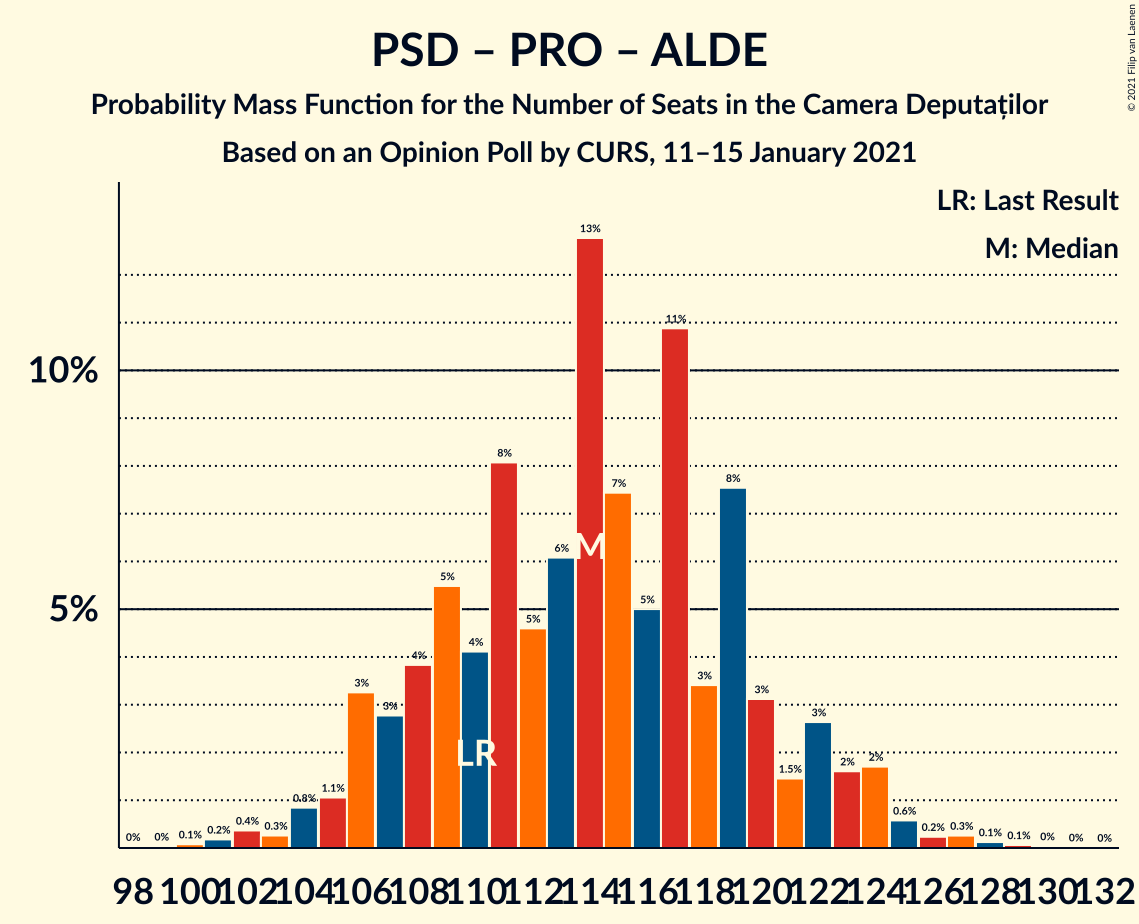 PSD – PRO – ALDE
Probability Mass Function for the Number of Seats in the Camera Deputaților
Based on an Opinion Poll by CURS, 11–15 January 2021
© 2021 Filip van Laenen
LR: Last Result
M: Median
10%
5%
0% 0% 0.1% 0.2% 0.4% 0.3% 0.8% 1.1% 3% 3% 4% 5% 4% 8% 5% 6% 13% 7% 5% 11% 3% 8% 3% 1.5% 3% 2% 2% 0.6% 0.2% 0.3% 0.1% 0.1% 0% 0% 0%
M
LR
98 100 102 104 106 108 110 112 114 116 118 120 122 124 126 128 130 132